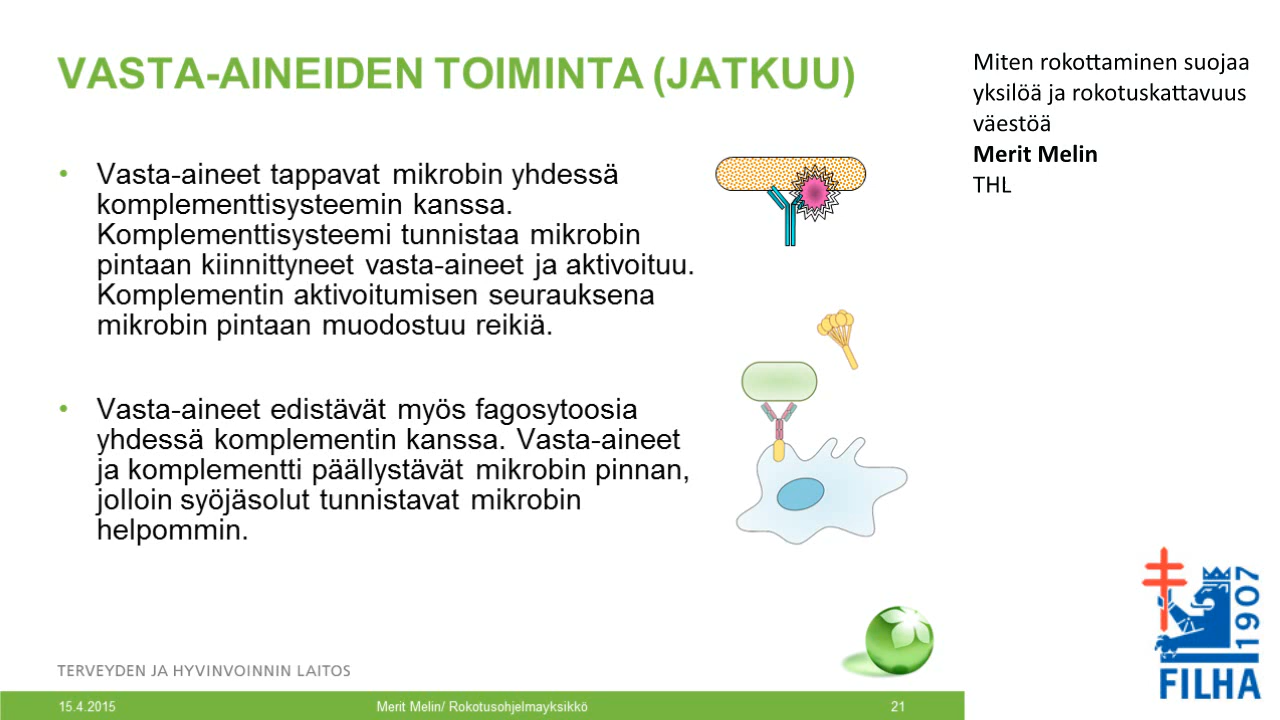 VASTA-AINEIDEN TOIMINTA (JATKUU)
• Vasta-aineet tappavat mikrobin yhdessä
komplementtisysteemin kanssa.
Komplementtisysteemi tunnistaa mikrobin
pintaan kiinnittyneet vasta-aineet ja aktivoituu.
Komplementin aktivoitumisen seurauksena
mikrobin pintaan muodostuu reikiä.
• Vasta-aineet edistävät myös fagosytoosia
yhdessä komplementin kanssa. Vasta-aineet
ja komplementti päällystävät mikrobin pinnan,
jolloin syöjäsolut tunnistavat mikrobin
helpommin.
TERVEYDEN JA HYVINVOINNIN LAITOS
15.4.2015 Merit Melin/ Rokotusohjelmayksikkö 21
Miten rokottaminen suojaa
yksilöä ja rokotuskattavuus
väestöä
Merit Melin
THL
1907
FILHA